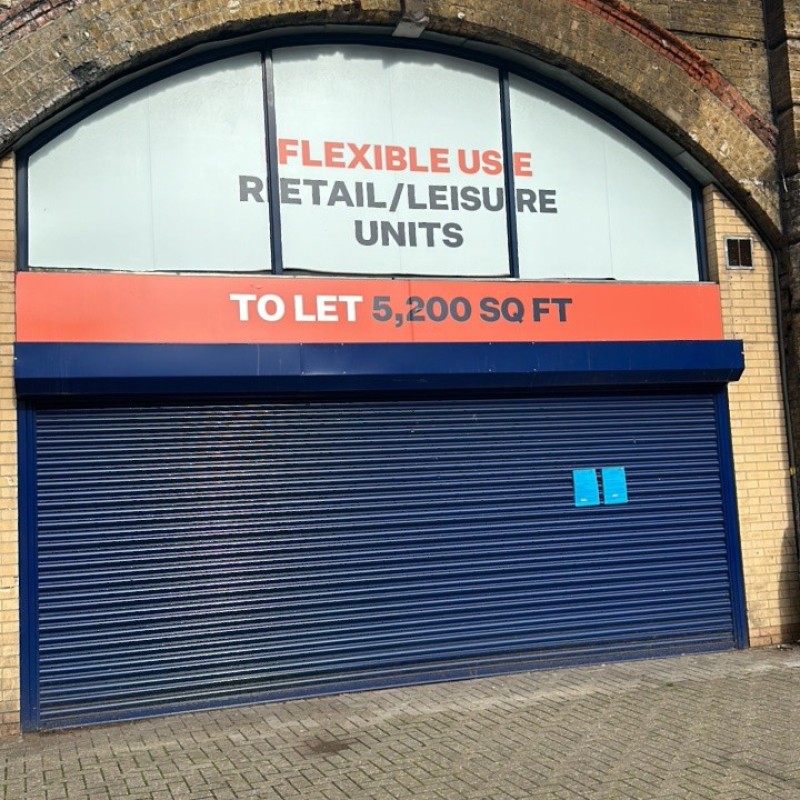 FLEXIBLE USE
RETAIL/LEISURE
UNITS
TO LET 5,200 SQ FT